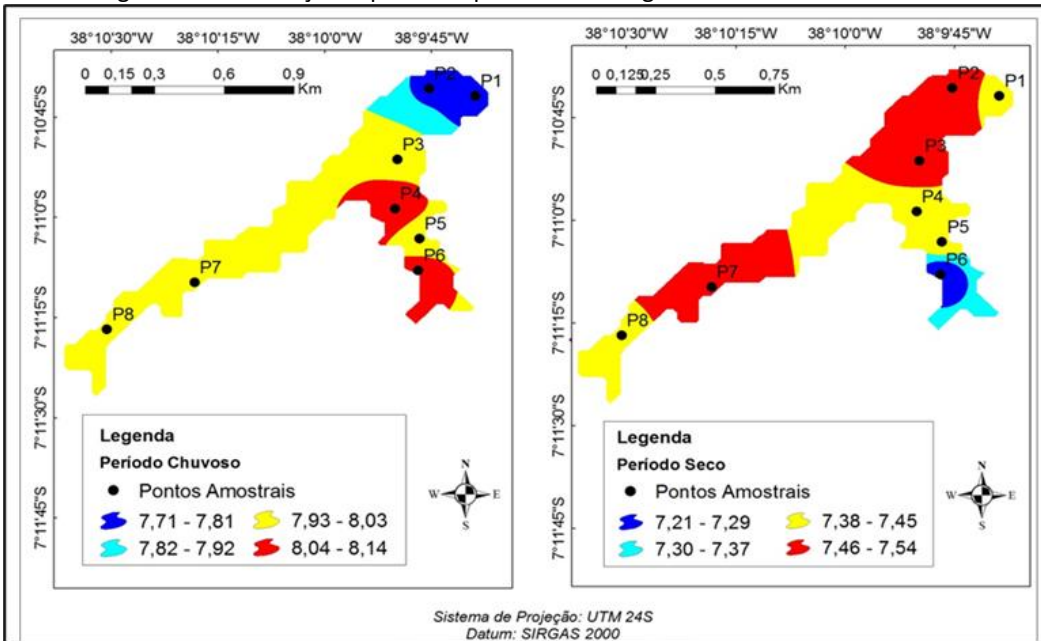 38°10'30"W 38°10'15"W 38°10'0"W 38°9'45"W
0 0,15 0,3 0,6 0,9
Km
7°10'45"S
7°11'0"S
7°11'15"S
7°11'30"S
7°11'45"S
P2
P1
P3
P4
P5
P6
P7
P8
Legenda
Período Chuvoso
Pontos Amostrais
7,71 - 7,81 7,93 - 8,03
7,82 - 7,92 8,04 - 8,14
N
W E
S
38°10'30"W 38°10'15"W 38°10'0"W 38°9'45"W
0 0,125 0,25 0,5 0,75
Km
7°10'45"S
7°11'0"S
7°11'15"S
7°11'30"S
7°11'45"S
P2
P1
P3
P4
P5
P6
P7
P8
Legenda
Período Seco
Pontos Amostrais
7,21 - 7,29 7,38 - 7,45
7,30 - 7,37 7,46 - 7,54
N
W E
S
Sistema de Projeção: UTM 24S
Datum: SIRGAS 2000